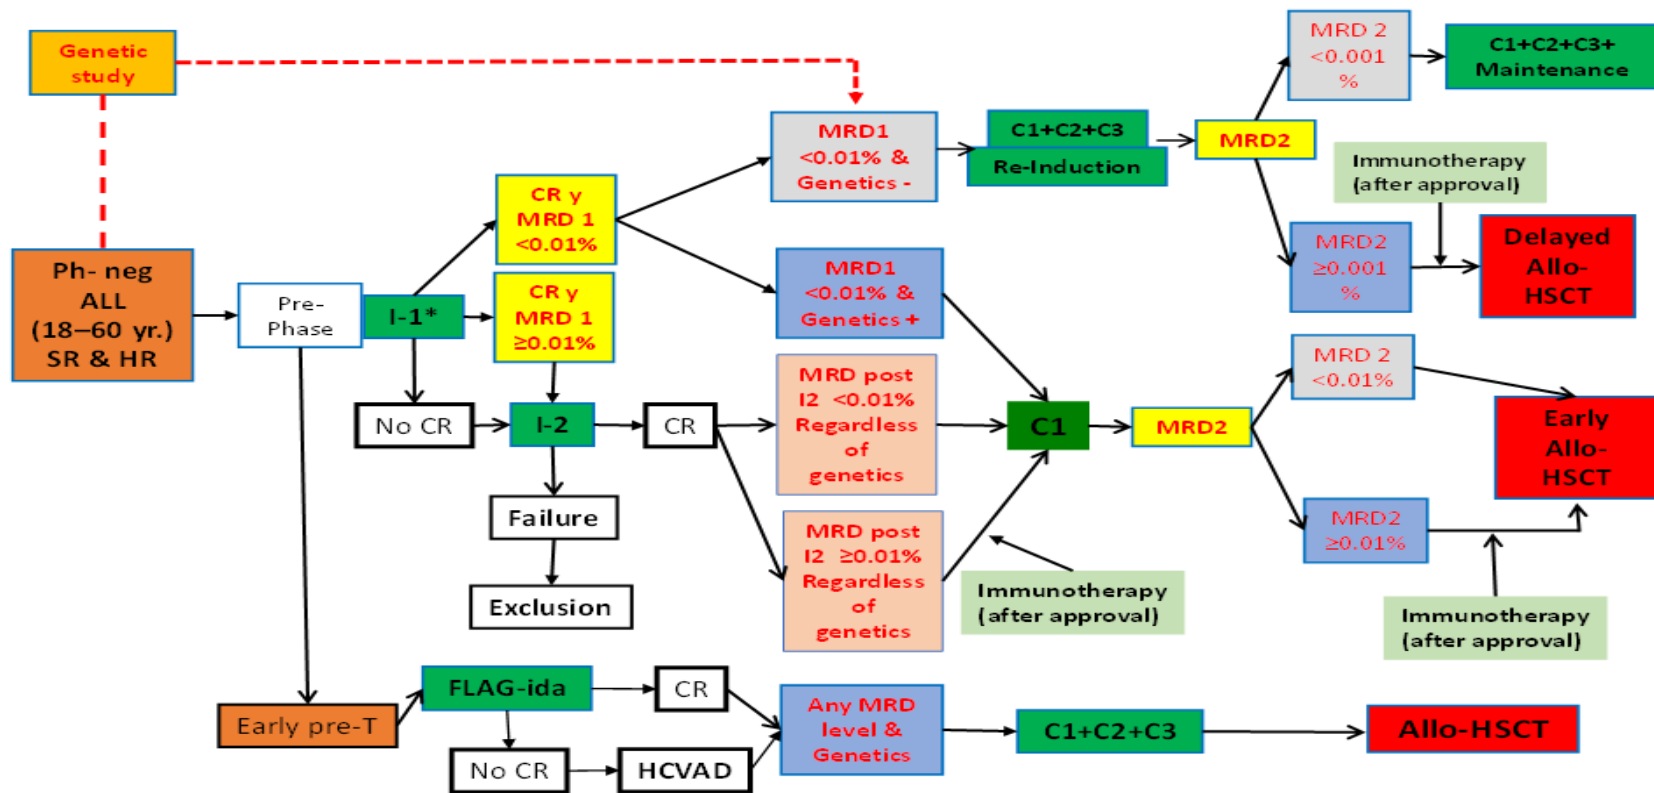 Genetic
study
Ph- neg
ALL
(18–60 yr.)
SR & HR
Pre-
Phase
I-1*
CR y
MRD 1
<0.01%
CR y
MRD 1
≥0.01%
No CR
I-2
CR
Failure
Exclusion
MRD1
<0.01% &
Genetics -
MRD1
<0.01% &
Genetics +
MRD post
I2 <0.01%
Regardless
of
genetics
MRD post
I2 ≥0.01%
Regardless
of
genetics
C1+C2+C3
Re-Induction
MRD2
MRD 2
<0.001
%
C1+C2+C3+
Maintenance
Immunotherapy
(after approval)
MRD2
≥0.001
%
Delayed
Allo-
HSCT
C1
MRD2
MRD 2
<0.01%
MRD2
≥0.01%
Early
Allo-
HSCT
Immunotherapy
(after approval)
Immunotherapy
(after approval)
Early pre-T
FLAG-ida
CR
No CR
HCVAD
Any MRD
level &
Genetics
C1+C2+C3
Allo-HSCT